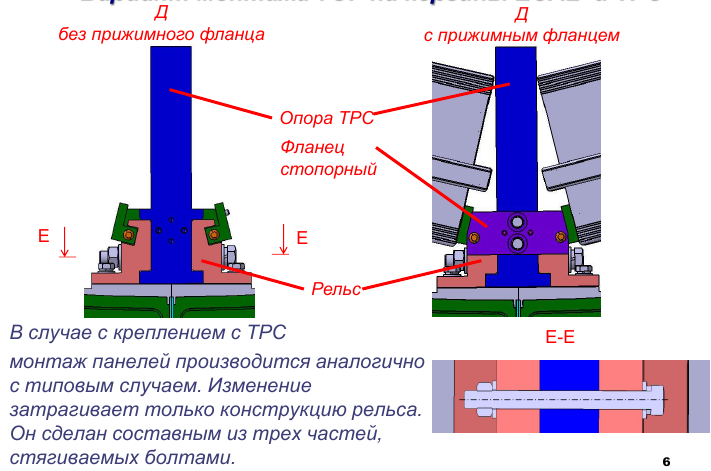 Д
без прижимного фланца
Д
с прижимным фланцем
Опора ТРС
Фланец
стопорный
Е
Е
Рельс
В случае с креплением с ТРС
монтаж панелей производится аналогично
с типовым случаем. Изменение
затрагивает только конструкцию рельса.
Он сделан составным из трех частей,
стягиваемых болтами.
Е-Е
6